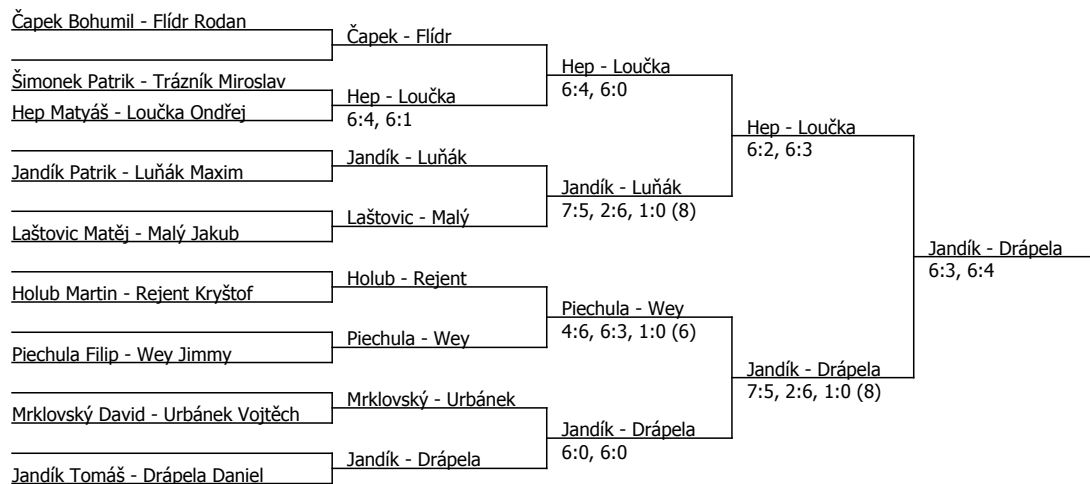 Čapek Bohumil - Flídr Rodan
Šimonek Patrik - Trázník Miroslav
Hep Matyáš - Loučka Ondřej
Jandík Patrik - Luňák Maxim
Laštovic Matěj - Malý Jakub
Holub Martin - Rejent Kryštof
Piechula Filip - Wey Jimmy
Mrklovský David - Urbánek Vojtěch
Jandík Tomáš - Drápela Daniel
Čapek - Flídr
Hep - Loučka
6:4, 6:1
Jandík - Luňák
Laštovic - Malý
Holub - Rejent
Piechula - Wey
Mrklovský - Urbánek
Jandík - Drápela
Hep - Loučka
6:4, 6:0
Jandík - Luňák
7:5, 2:6, 1:0 (8)
Piechula - Wey
4:6, 6:3, 1:0 (6)
Jandík - Drápela
6:0, 6:0
Hep - Loučka
6:2, 6:3
Jandík - Drápela
7:5, 2:6, 1:0 (8)
Jandík - Drápela
6:3, 6:4